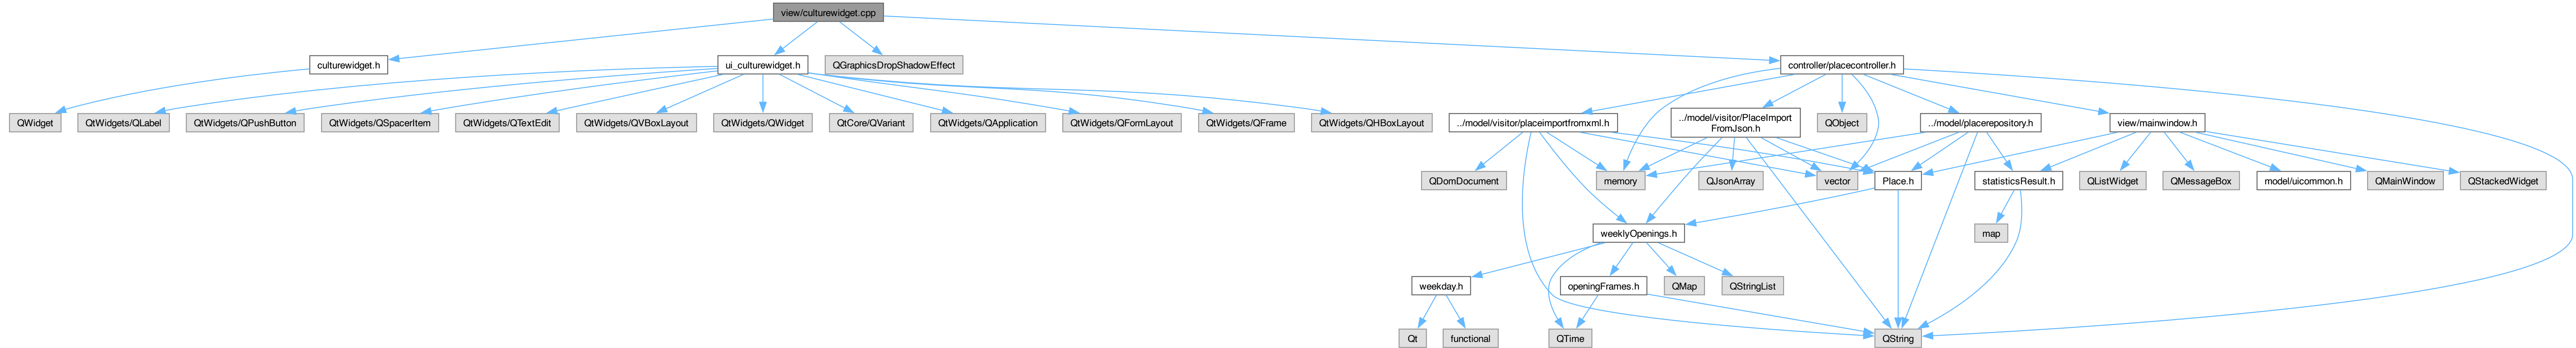 view/culturewidget.cpp
culturewidget.h
ui_culturewidget.h
QGraphicsDropShadowEffect
controller/placecontroller.h
QWidget
QtWidgets/QLabel
QtWidgets/QPushButton
QtWidgets/QSpacerItem
QtWidgets/QTextEdit
QtWidgets/QVBoxLayout
QtWidgets/QWidget
QtCore/QVariant
QtWidgets/QApplication
QtWidgets/QFormLayout
QtWidgets/QFrame
QtWidgets/QHBoxLayout
../model/visitor/placeimportfromxml.h
../model/visitor/PlaceImport
FromJson.h
QObject
../model/placerepository.h
view/mainwindow.h
QDomDocument
memory
QJsonArray
vector
Place.h
statisticsResult.h
QListWidget
QMessageBox
model/uicommon.h
QMainWindow
QStackedWidget
weeklyOpenings.h
map
weekday.h
openingFrames.h
QMap
QStringList
Qt
functional
QTime
QString